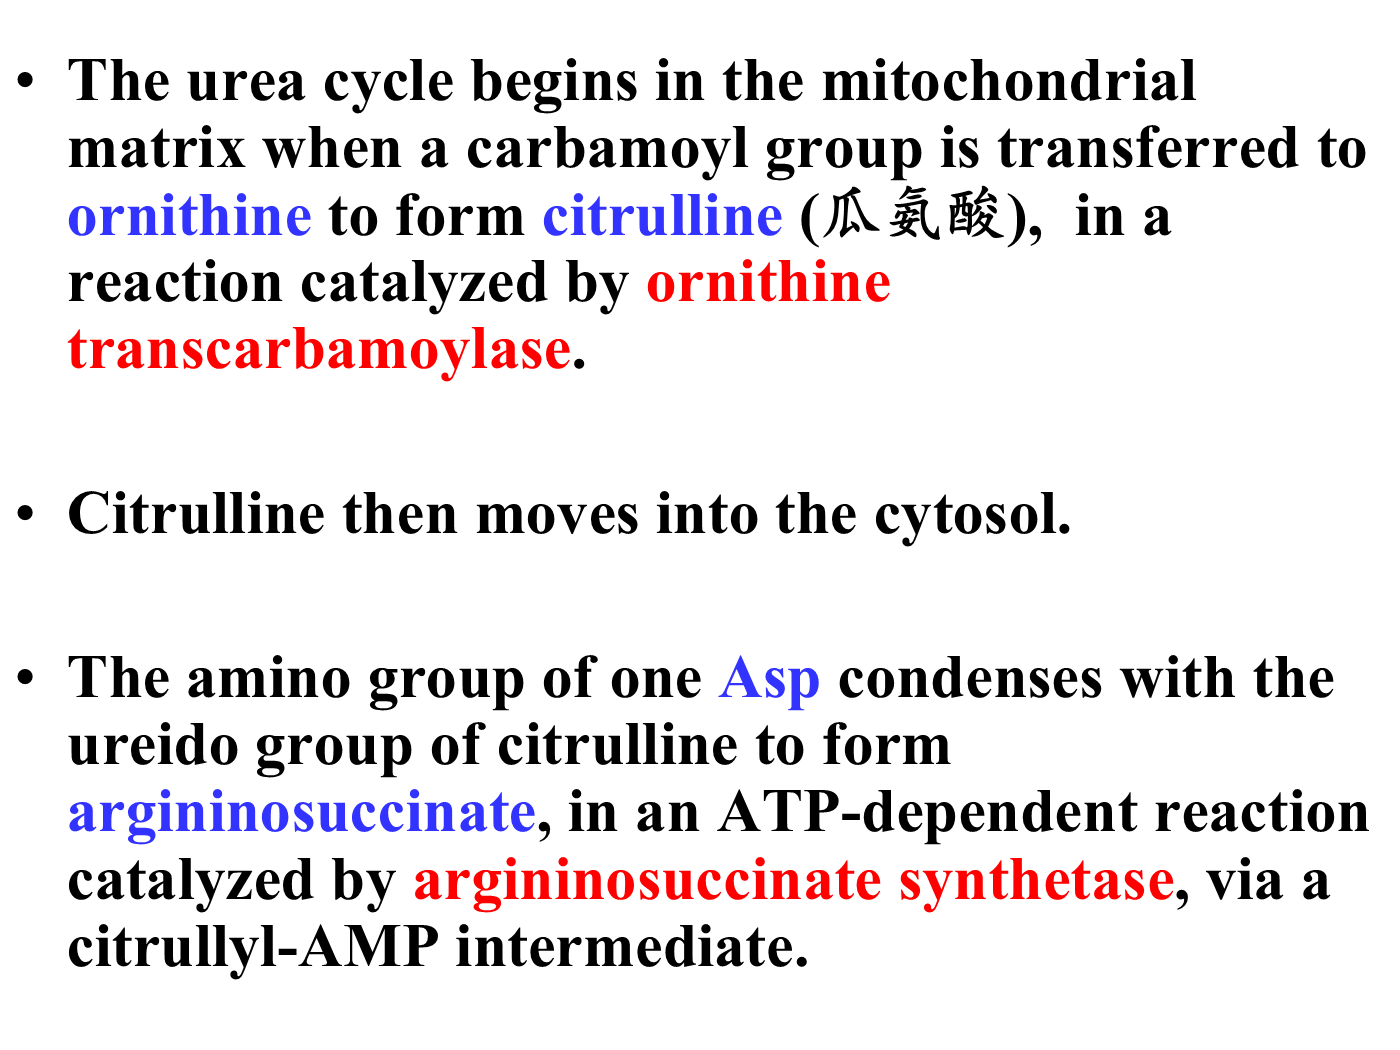 • The urea cycle begins in the mitochondrial
matrix when a carbamoyl group is transferred to
ornithine to form citrulline (瓜氨酸),  in a
reaction catalyzed by ornithine
transcarbamoylase.
• Citrulline then moves into the cytosol.
• The amino group of one Asp condenses with the
ureido group of citrulline to form
argininosuccinate, in an ATP-dependent reaction
catalyzed by argininosuccinate synthetase, via a
citrullyl-AMP intermediate.